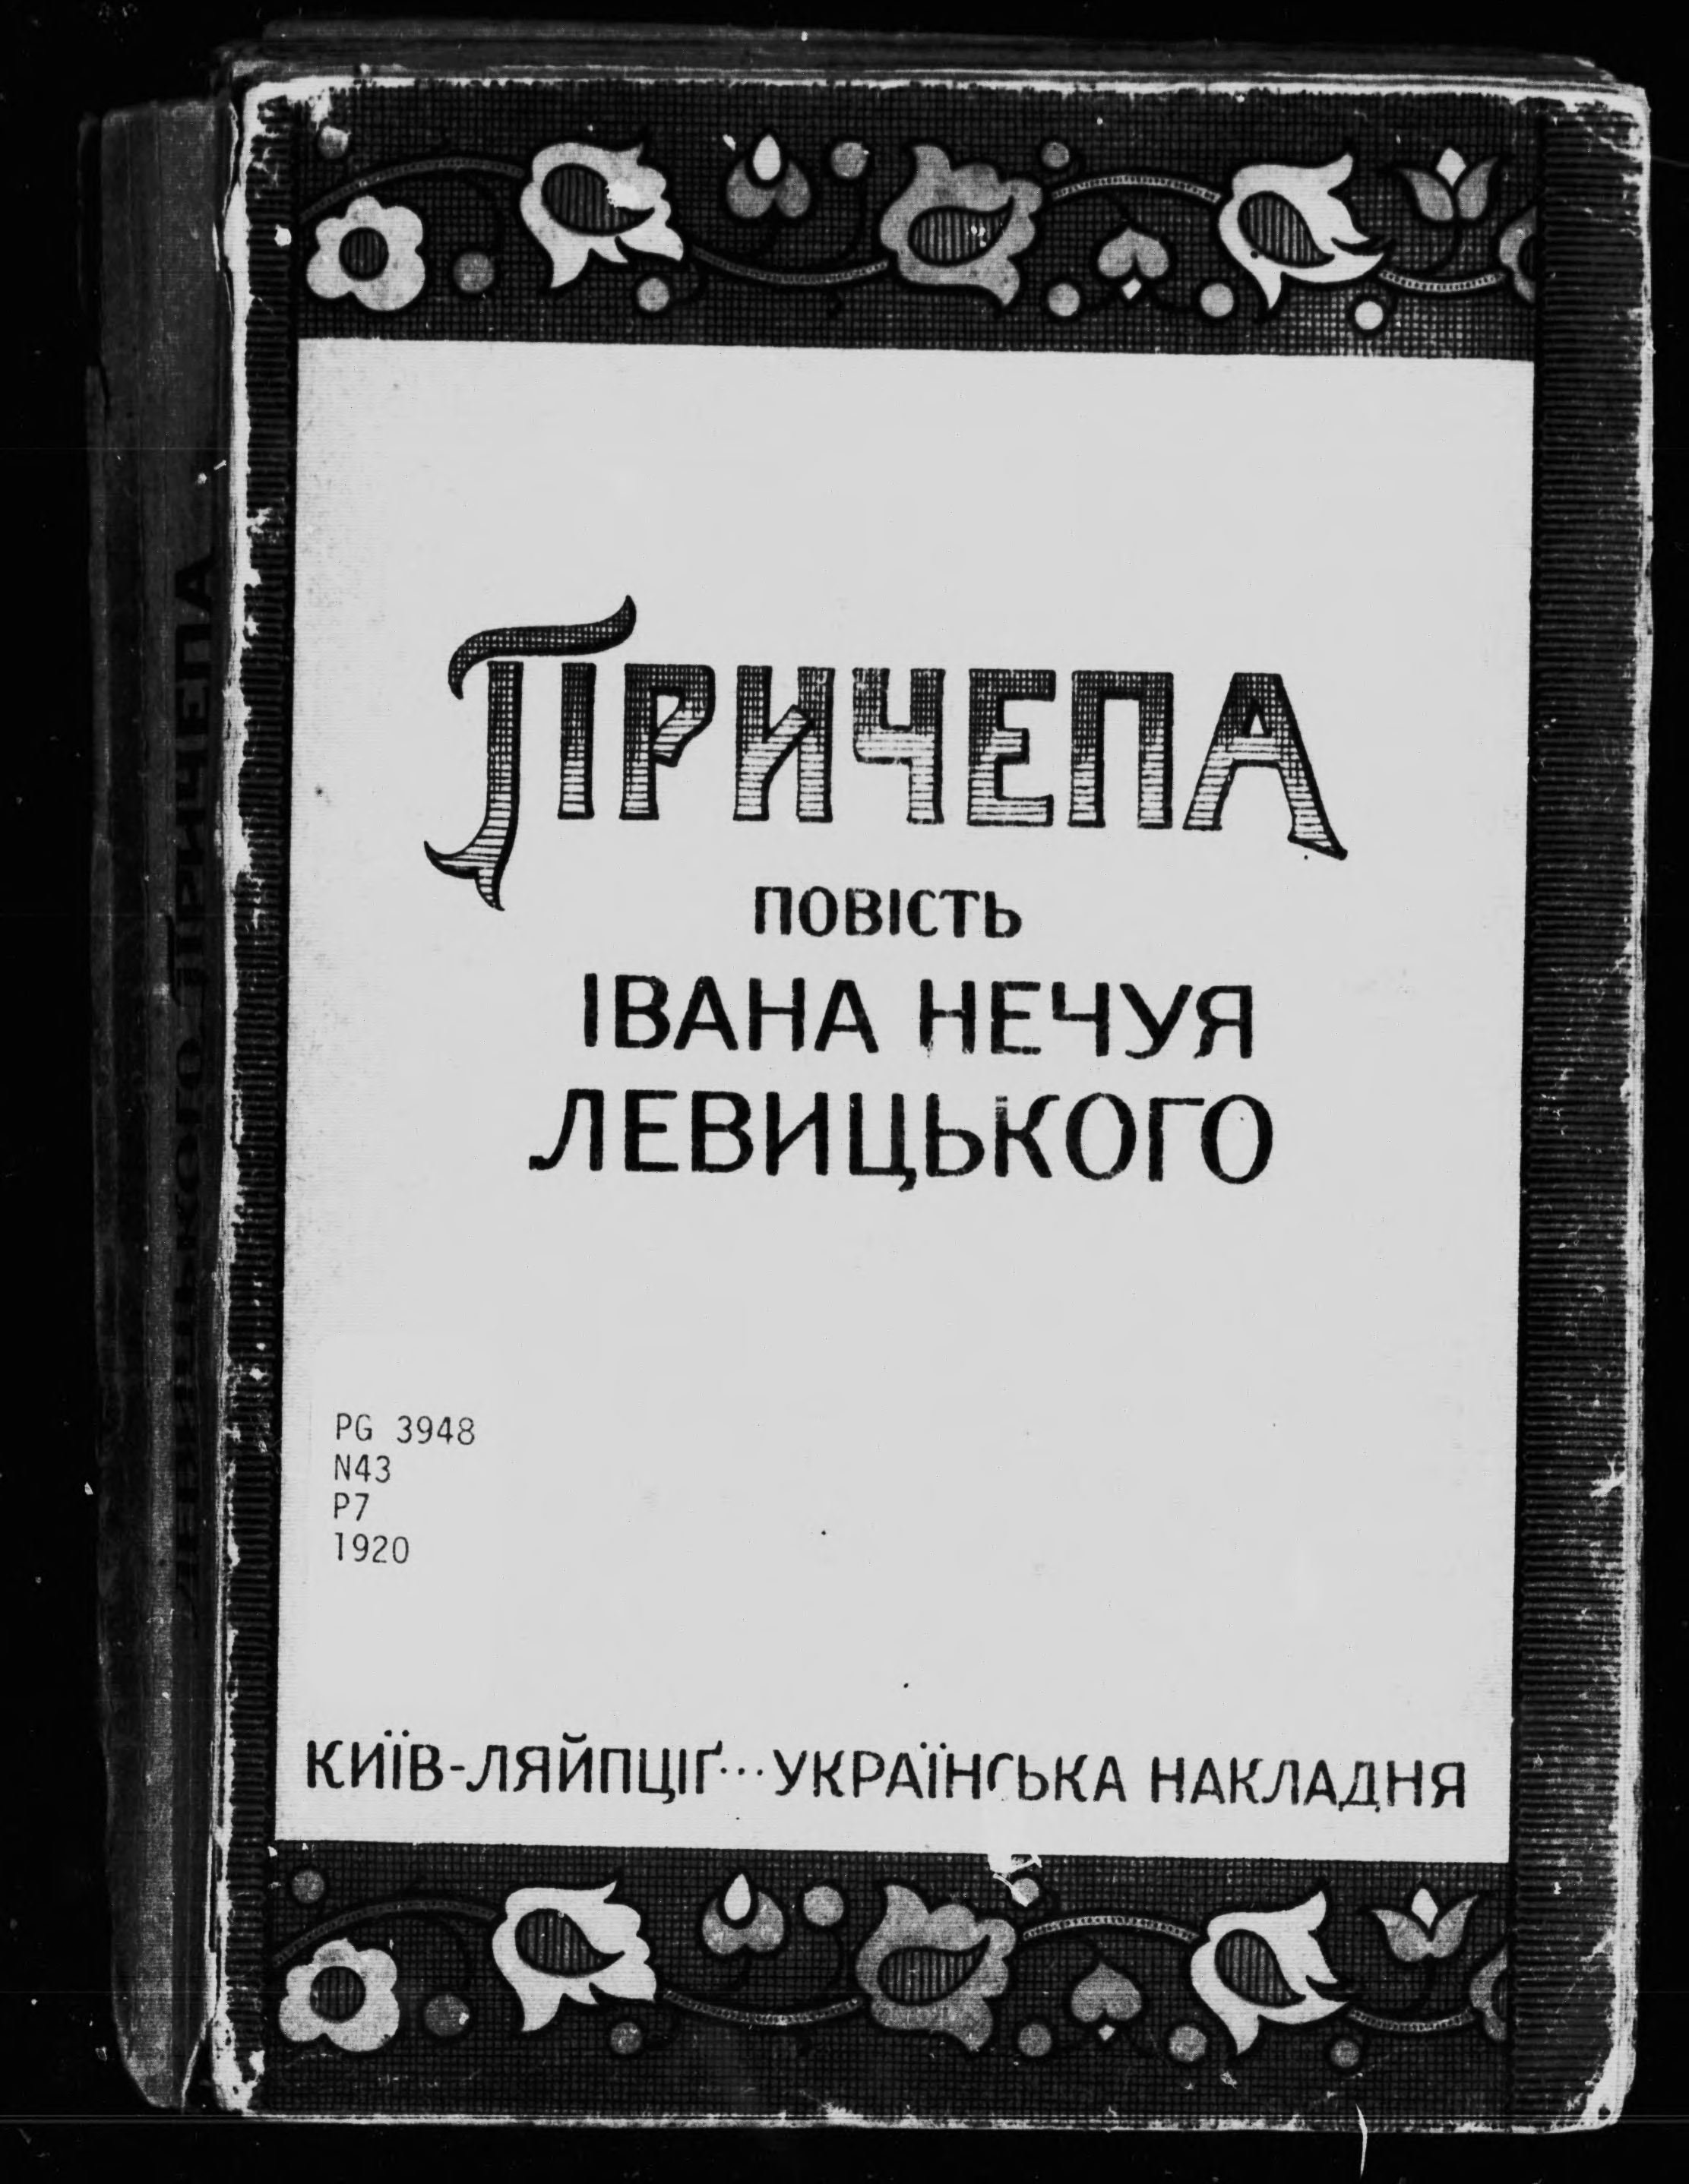 ПРИЧЕПА
ПОВІСТЬ
ІВАНА НЕЧУЯ
ЛЕВИЦЬКОГО
PG 3948
N43
P7
1920
КИЇВ-ЛЯЙПЦІҐ···УКРАЇНСЬКА НАКЛАДНЯ
ЛЕВИЦЬКОГО ПРИЧЕПА